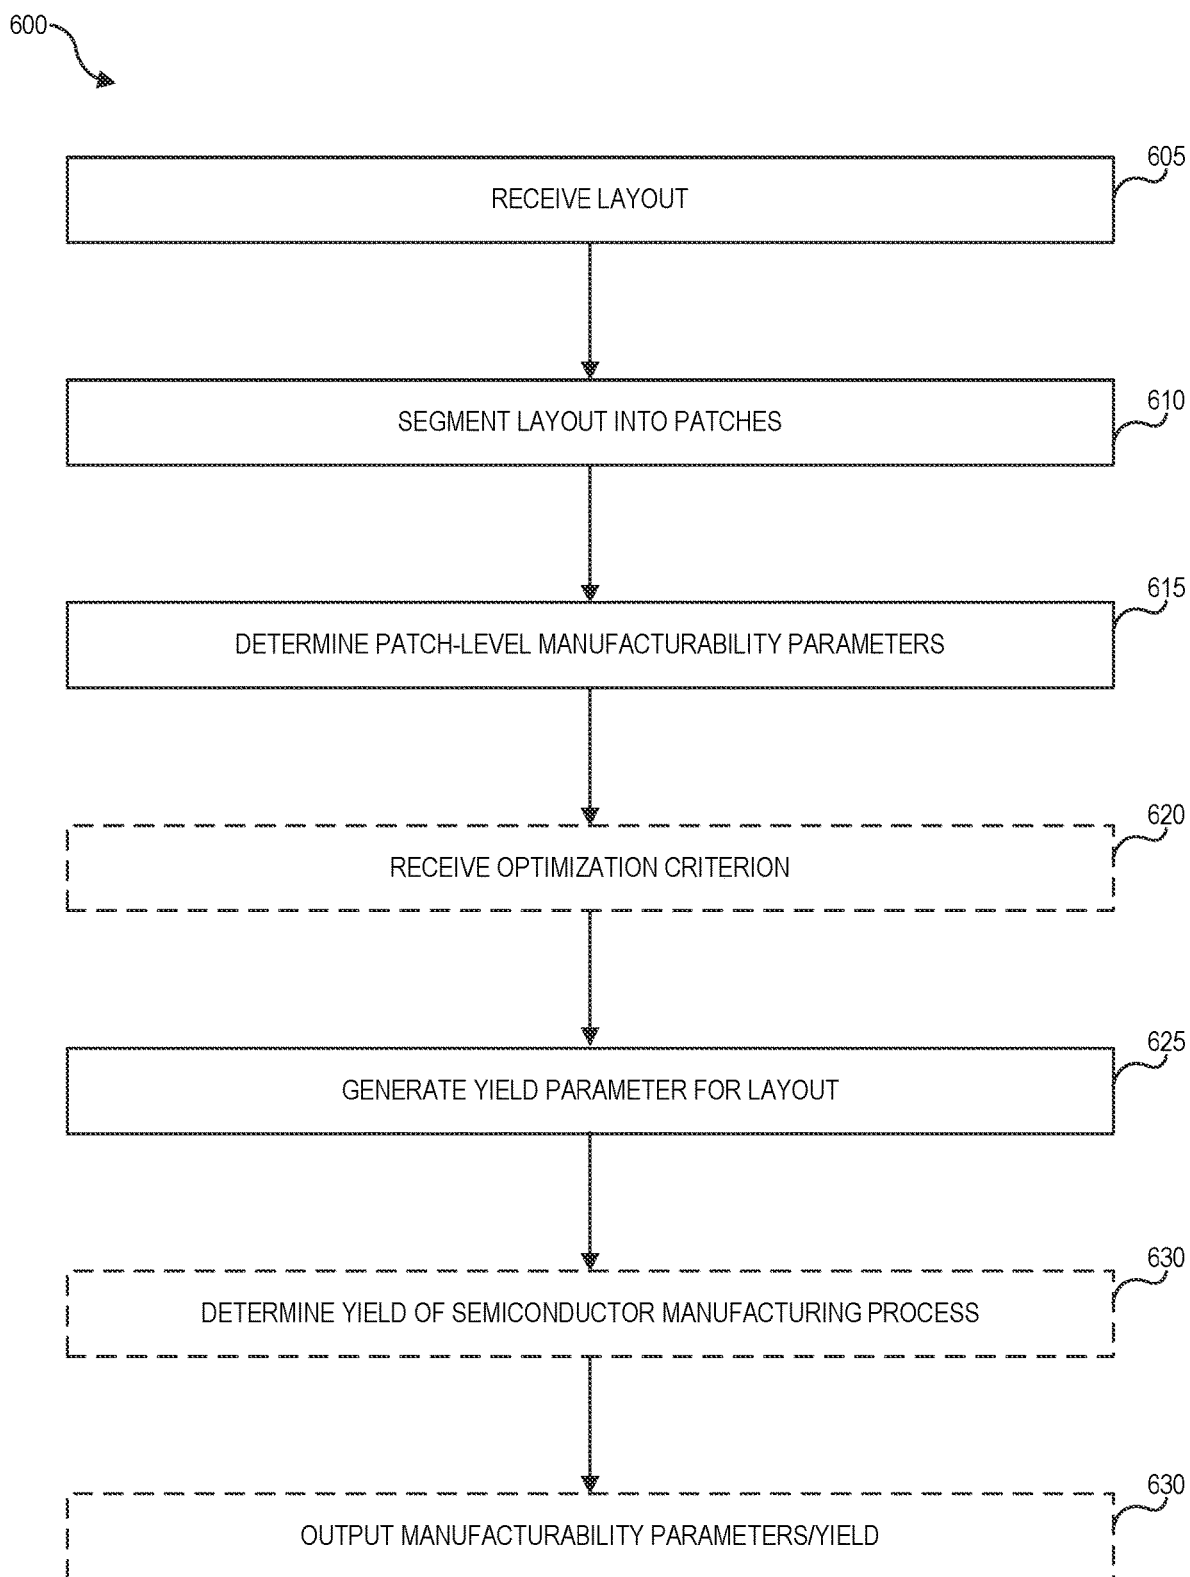 600
605
RECEIVE LAYOUT
610
SEGMENT LAYOUT INTO PATCHES
615
DETERMINE PATCH-LEVEL MANUFACTURABILITY PARAMETERS
620
RECEIVE OPTIMIZATION CRITERION
625
GENERATE YIELD PARAMETER FOR LAYOUT
630
DETERMINE YIELD OF SEMICONDUCTOR MANUFACTURING PROCESS
630
OUTPUT MANUFACTURABILITY PARAMETERS/YIELD